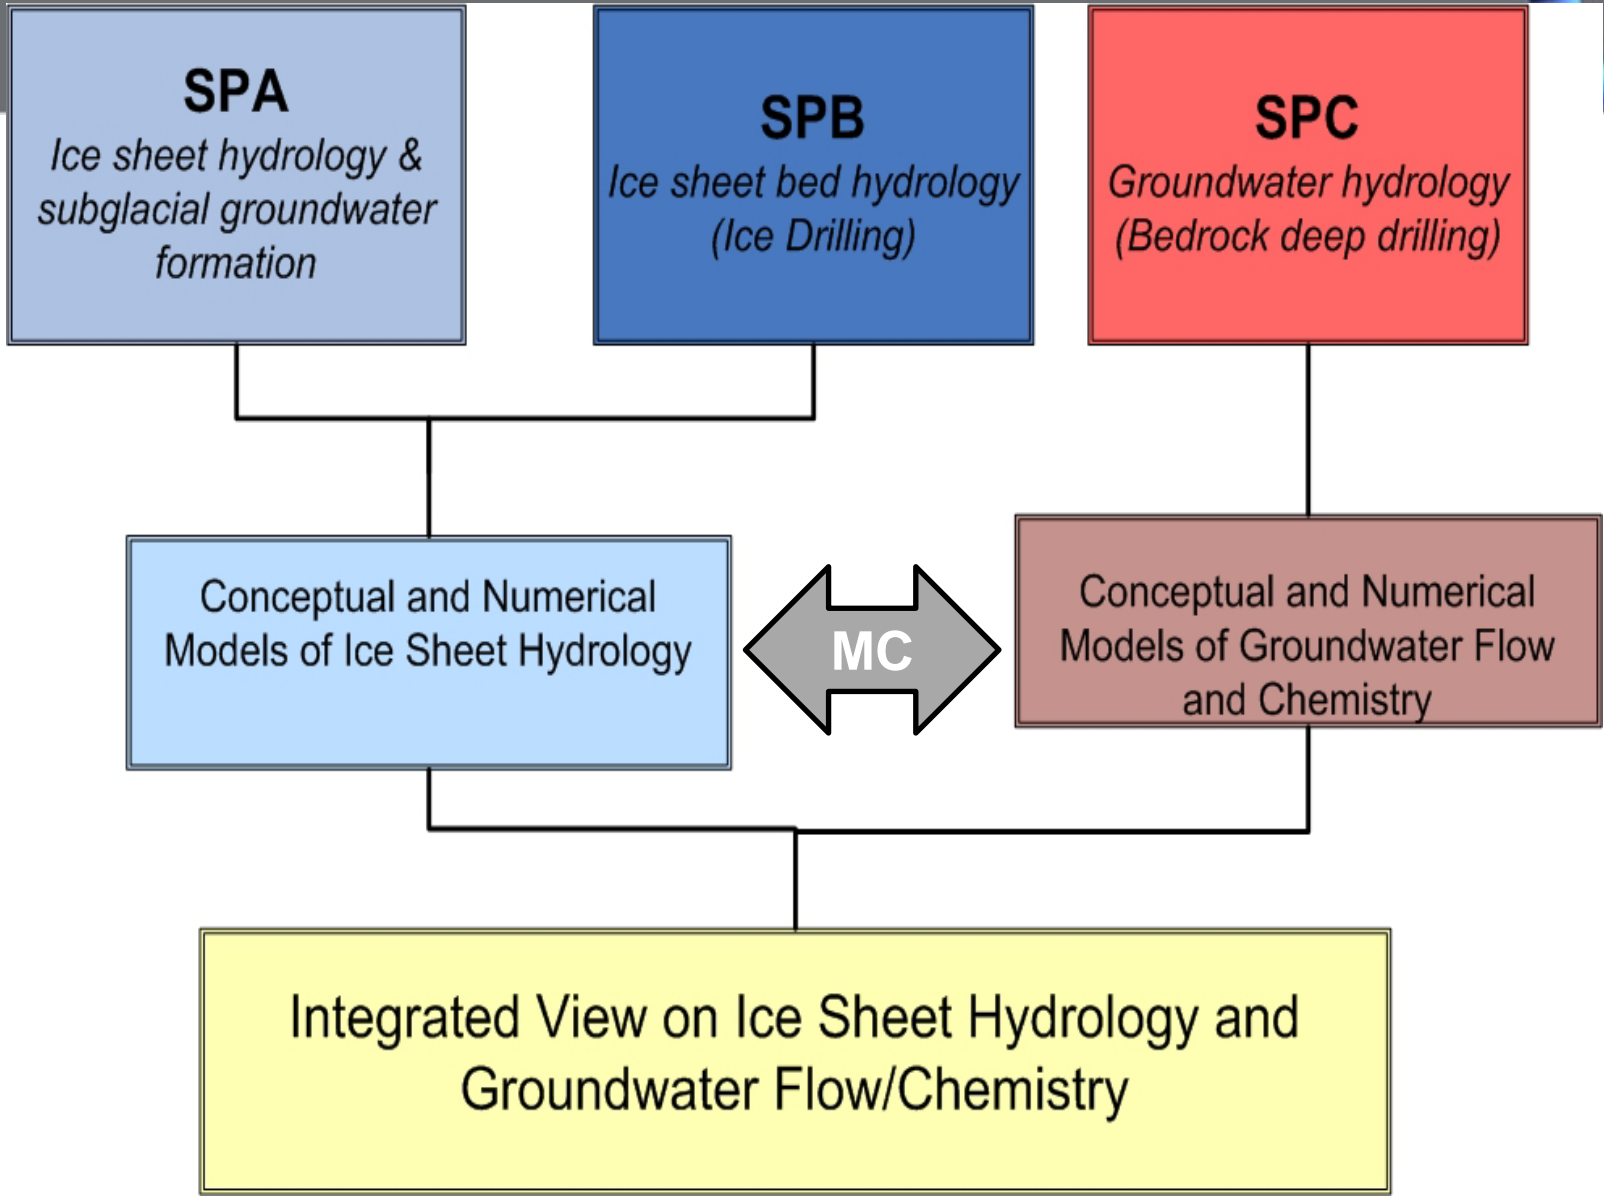 SPA
Ice sheet hydrology &
subglacial groundwater
formation
SPB
Ice sheet bed hydrology
(Ice Drilling)
SPC
Groundwater hydrology
(Bedrock deep drilling)
Conceptual and Numerical
Models of Ice Sheet Hydrology
MC
Conceptual and Numerical
Models of Groundwater Flow
and Chemistry
Integrated View on Ice Sheet Hydrology and
Groundwater Flow/Chemistry